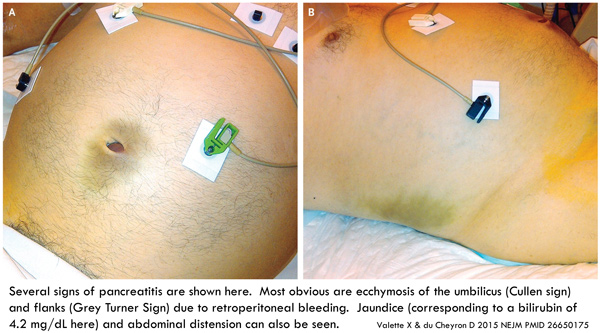 A
B
Several signs of pancreatitis are shown here. Most obvious are ecchymosis of the umbilicus (Cullen sign)
and flanks (Grey Turner Sign) due to retroperitoneal bleeding. Jaundice (corresponding to a bilirubin of
4.2 mg/dL here) and abdominal distension can also be seen. Valette X & du Cheyron D 2015 NEJM PMID 26650175